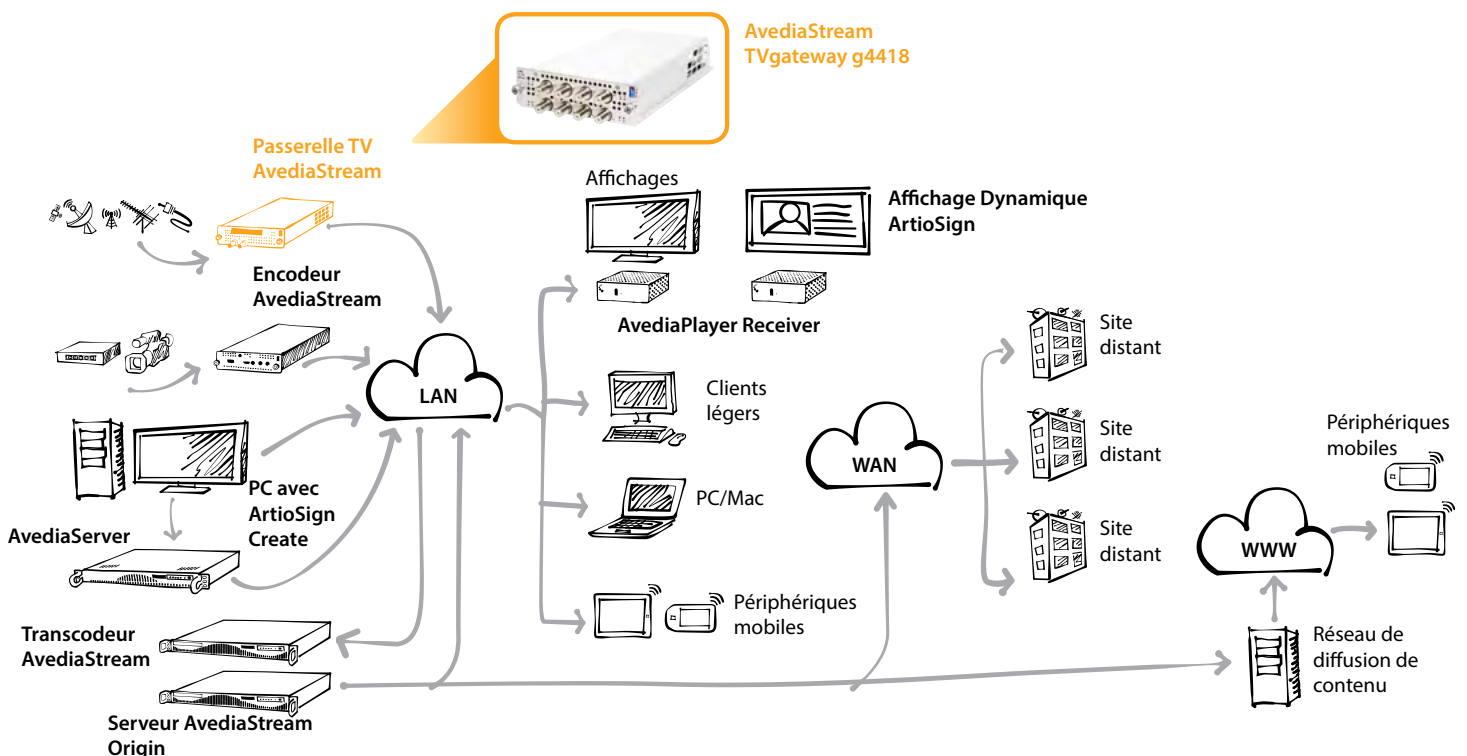 AvediaStream
TVgateway g4418
Passerelle TV
AvediaStream
Affichages
Affichage Dynamique
ArtioSign
Encodeur
AvediaStream
AvediaPlayer Receiver
LAN
Clients
légers
Site
distant
WAN
Site
distant
Périphériques
mobiles
PC avec
ArtioSign
Create
PC/Mac
AvediaServer
Site
distant
WWW
Périphériques
mobiles
Transcodeur
AvediaStream
Réseau de
diffusion de
contenu
Serveur AvediaStream
Origin